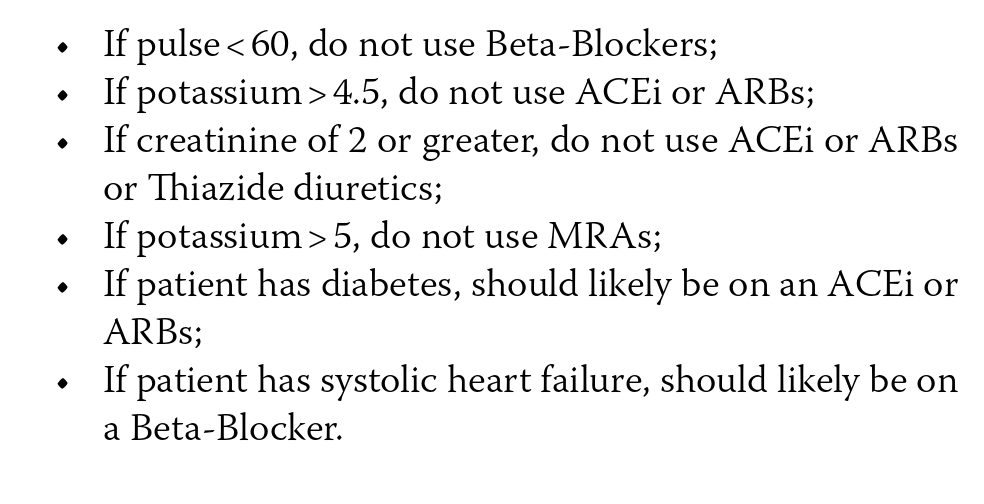 • If pulse < 60, do not use Beta-Blockers;
• If potassium > 4.5, do not use ACEi or ARBs;
• If creatinine of 2 or greater, do not use ACEi or ARBs
or Thiazide diuretics;
• If potassium > 5, do not use MRAs;
• If patient has diabetes, should likely be on an ACEi or
ARBs;
• If patient has systolic heart failure, should likely be on
a Beta-Blocker.